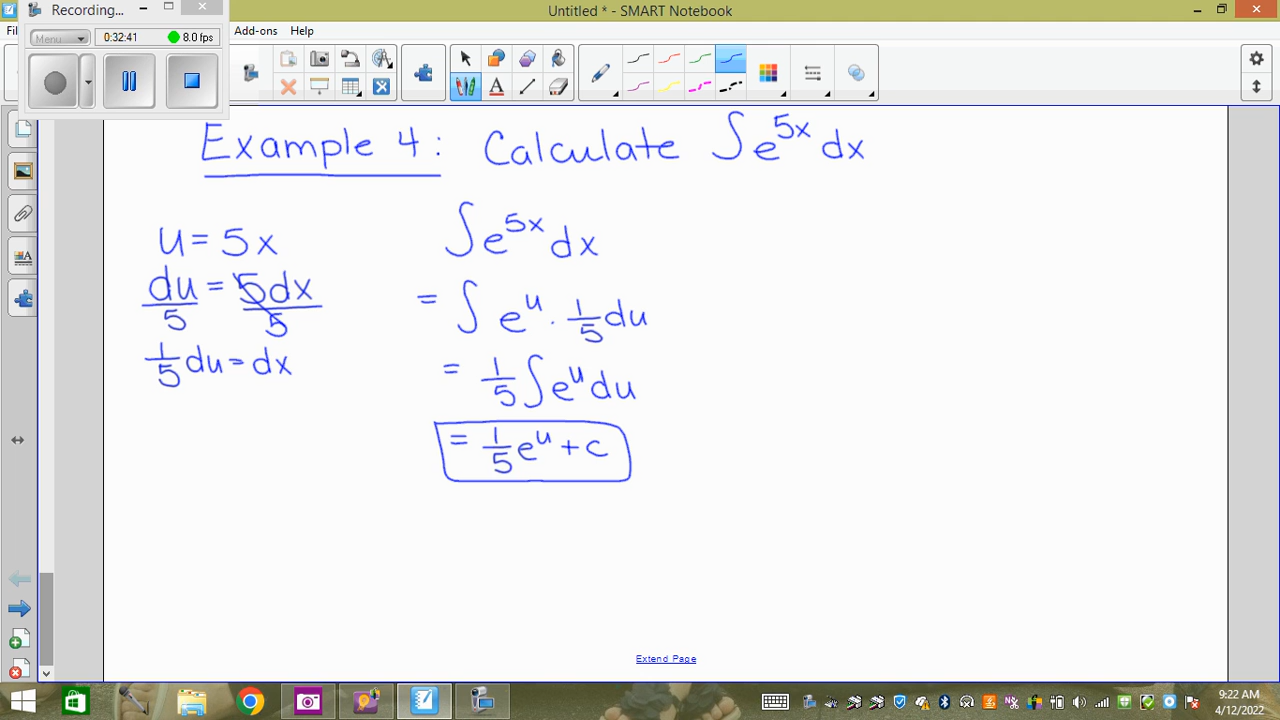 Recording...
Untitled * - SMART Notebook
Menu
0:32:41
8.0 fps
Add-ons
Help
Example 4: Calculate ∫e^{5x} dx
u = 5x
du/5 = 5dx/5
1/5 du = dx
∫e^{5x} dx
= ∫ e^u · 1/5 du
= 1/5 ∫e^u du
= 1/5 e^u + c
Extend Page
9:22 AM
4/12/2022